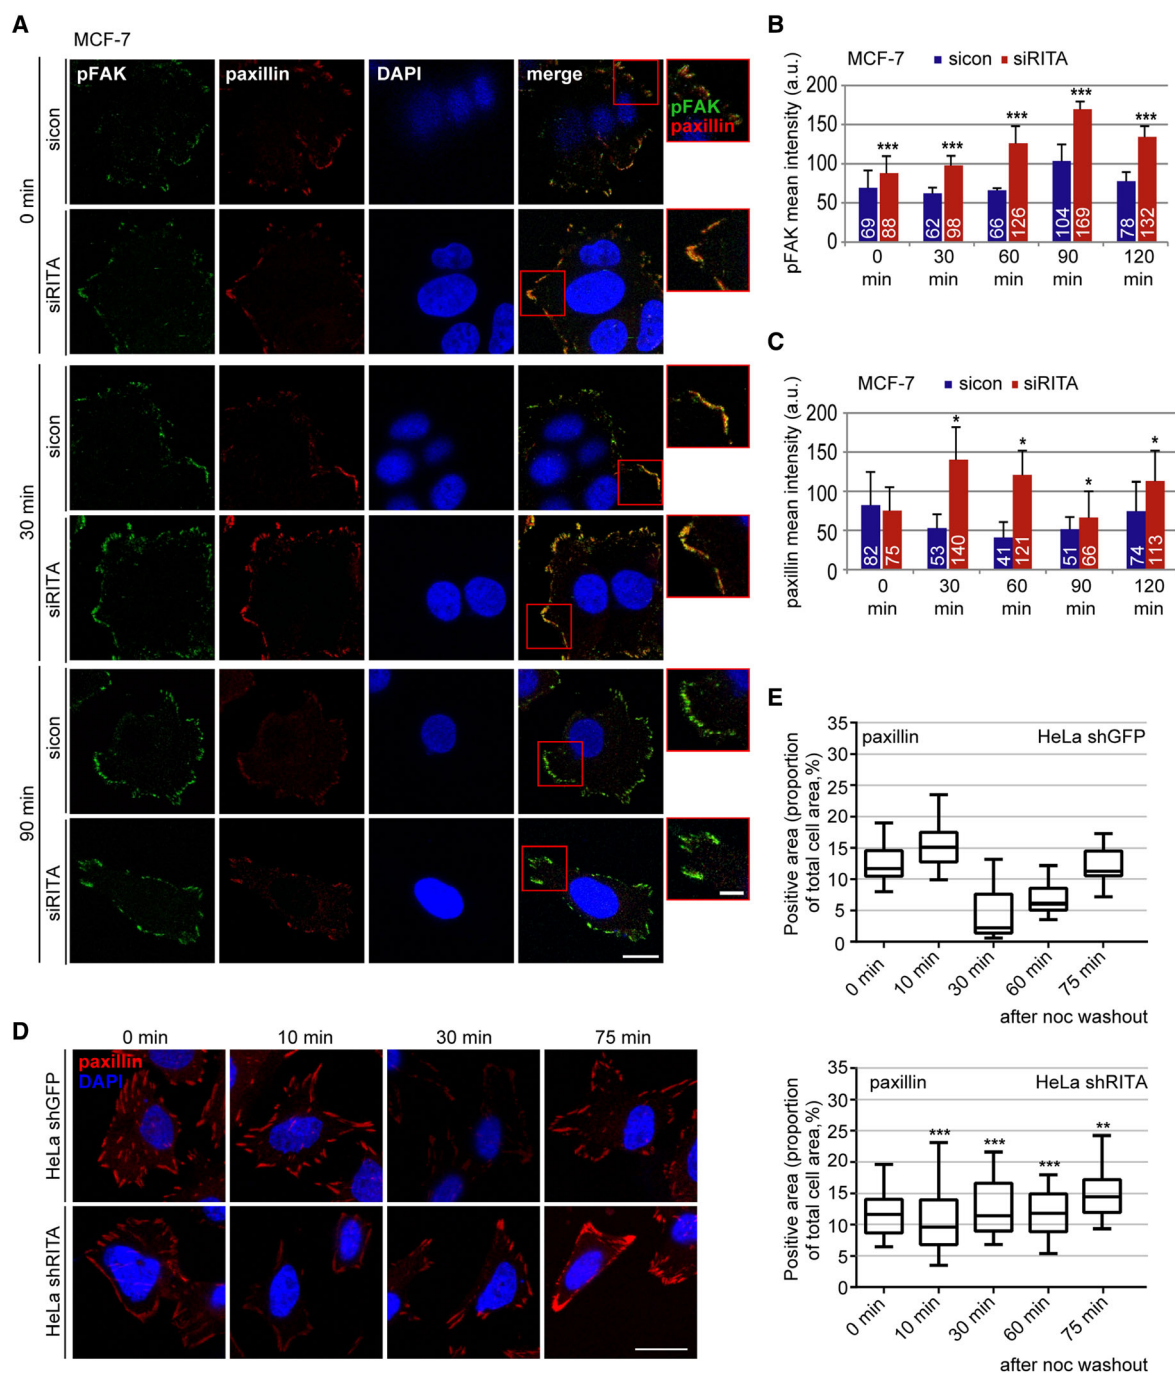 A
MCF-7
pFAK paxillin DAPI merge
pFAK
paxillin
0 min
sicon
siRITA
30 min
sicon
siRITA
90 min
sicon
siRITA
B
MCF-7 sicon siRITA
pFAK mean intensity (a.u.)
200
150
100
50
0
*** *** *** *** ***
69 88 62 98 66 126 104 169 78 132
0 30 60 90 120
min min min min min
C
MCF-7 sicon siRITA
paxillin mean intensity (a.u.)
200
150
100
50
0
* * * *
82 75 53 140 41 121 51 66 74 113
0 30 60 90 120
min min min min min
D
0 min 10 min 30 min 75 min
paxillin
DAPI
HeLa shGFP
HeLa shRITA
E
paxillin HeLa shGFP
Positive area (proportion
of total cell area,%)
35
30
25
20
15
10
5
0
0 min 10 min 30 min 60 min 75 min
after noc washout
paxillin HeLa shRITA
Positive area (proportion
of total cell area,%)
35
30
25
20
15
10
5
0
*** *** *** **
0 min 10 min 30 min 60 min 75 min
after noc washout